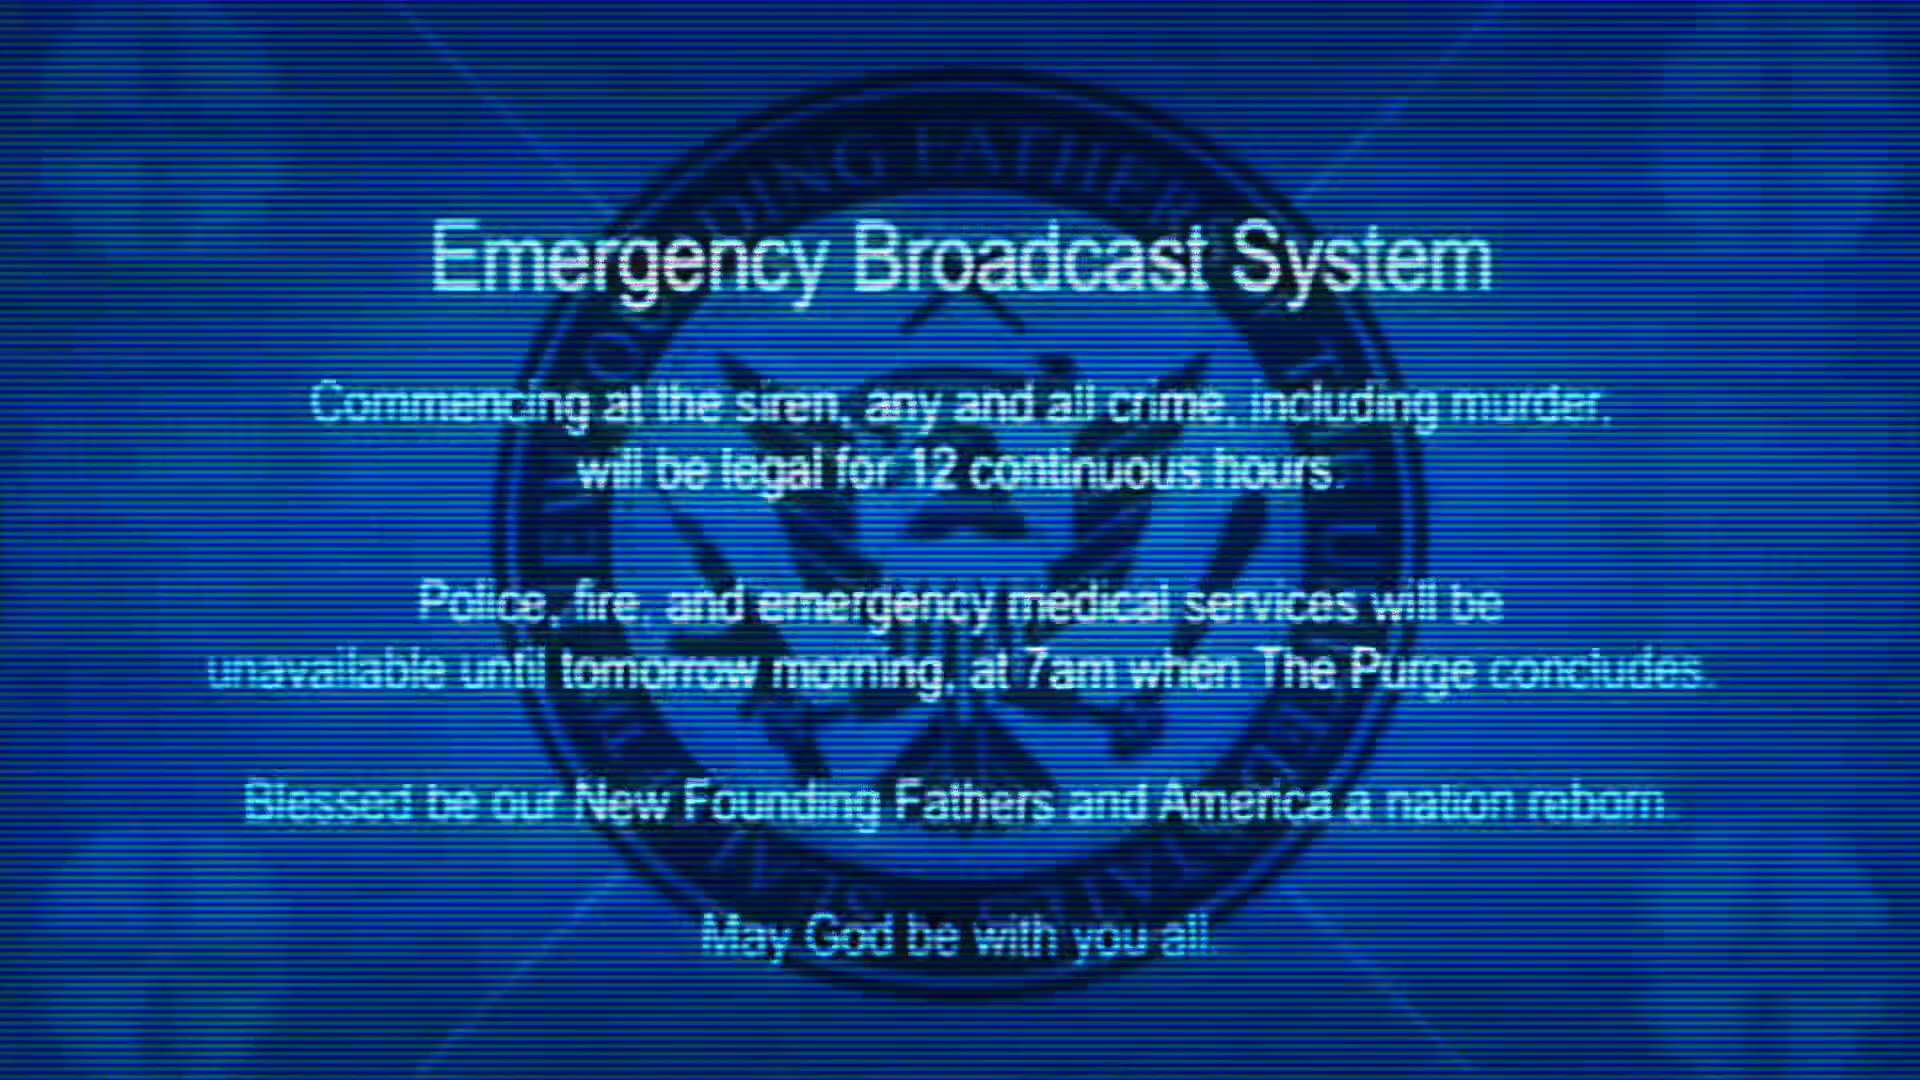 Emergency Broadcast System
Commencing at the siren, any and all crime, including murder,
will be legal for 12 continuous hours.
Police, fire, and emergency medical services will be
unavailable until tomorrow morning, at 7am when The Purge concludes.
Blessed be our New Founding Fathers and America a nation reborn.
May God be with you all.
FATHERS